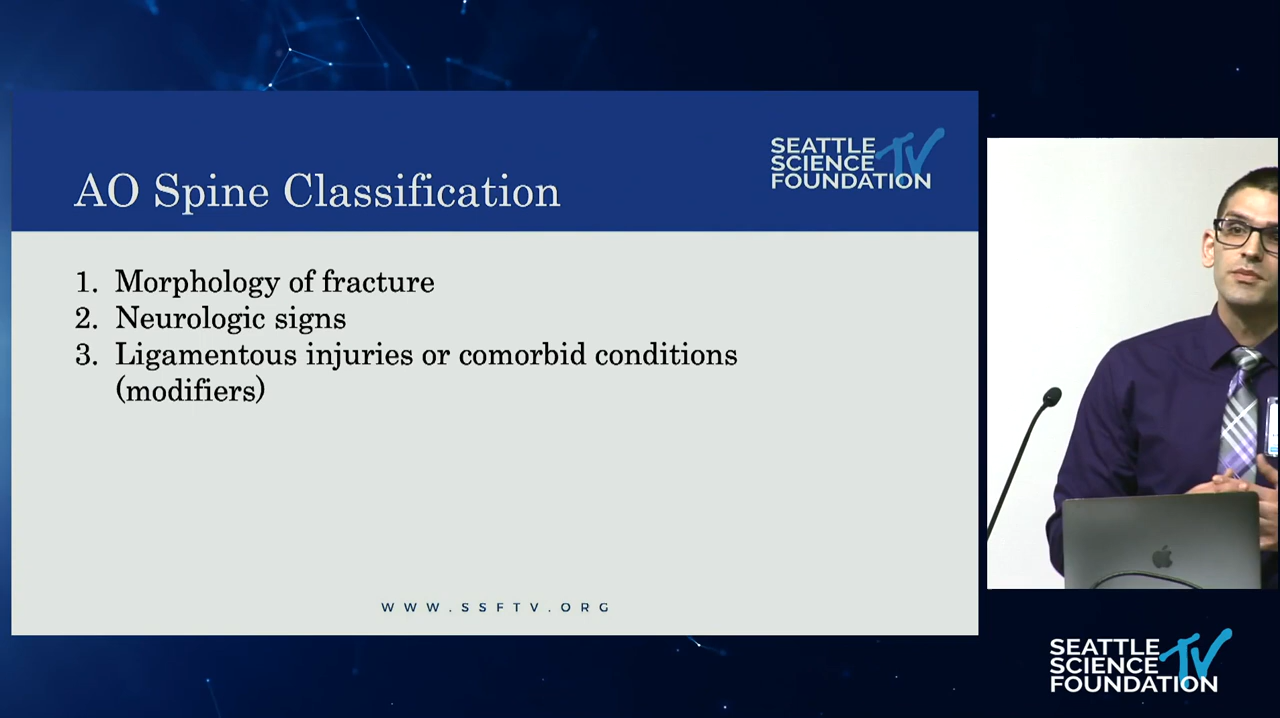 SEATTLE
SCIENCE TV
FOUNDATION
AO Spine Classification
1. Morphology of fracture
2. Neurologic signs
3. Ligamentous injuries or comorbid conditions
(modifiers)
WWW.SSFTV.ORG
SEATTLE
SCIENCE TV
FOUNDATION